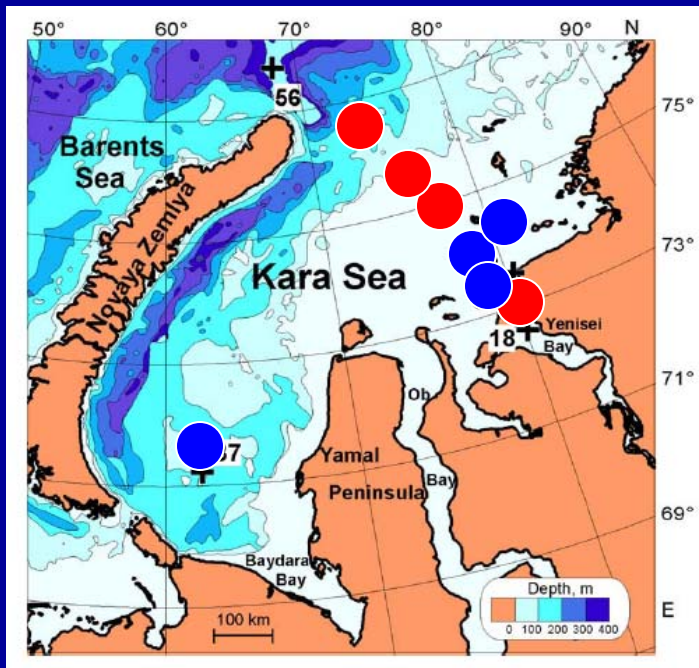 50° 60° 70° 80° 90° N
56
75°
Barents
Sea
Novaya Zemlya
73°
Kara Sea
Yenisei
18 Bay
71°
Ob
37
Yamal
Peninsula Bay
69°
Baydara
Bay
Depth, m
0 100 200 300 400
E
100 km